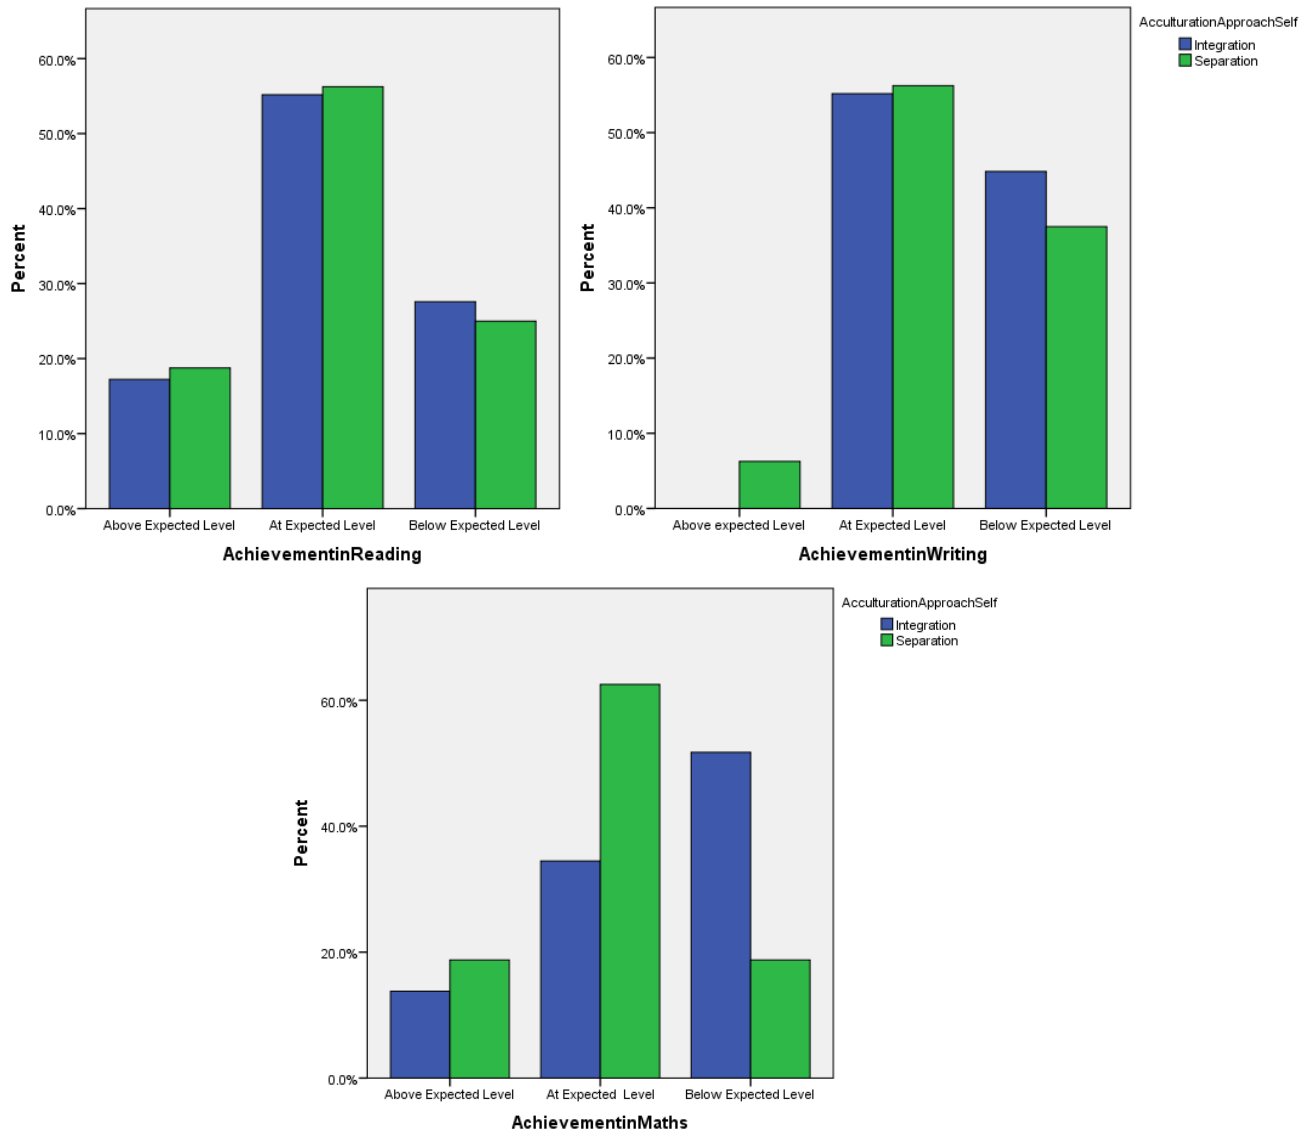 60.0%
50.0%
40.0%
30.0%
20.0%
10.0%
0.0%
Percent
Above Expected Level At Expected Level Below Expected Level
AchievementinReading
60.0%
50.0%
40.0%
30.0%
20.0%
10.0%
0.0%
Percent
Above expected Level At Expected Level Below Expected Level
AchievementinWriting
AcculturationApproachSelf
Integration
Separation
60.0%
40.0%
20.0%
0.0%
Percent
Above Expected Level At Expected Level Below Expected Level
AchievementinMaths
AcculturationApproachSelf
Integration
Separation